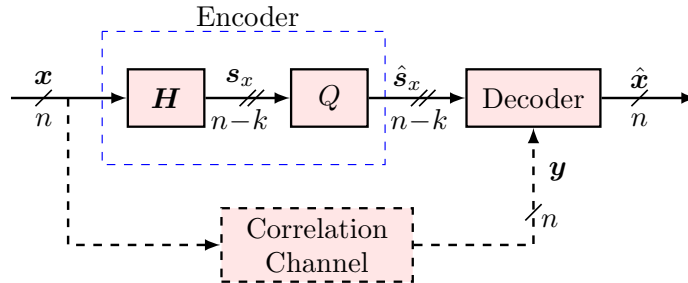 Encoder
x
n
H
s_x
n−k
Q
ŝ_x
n−k
Decoder
x̂
n
y
n
Correlation
Channel